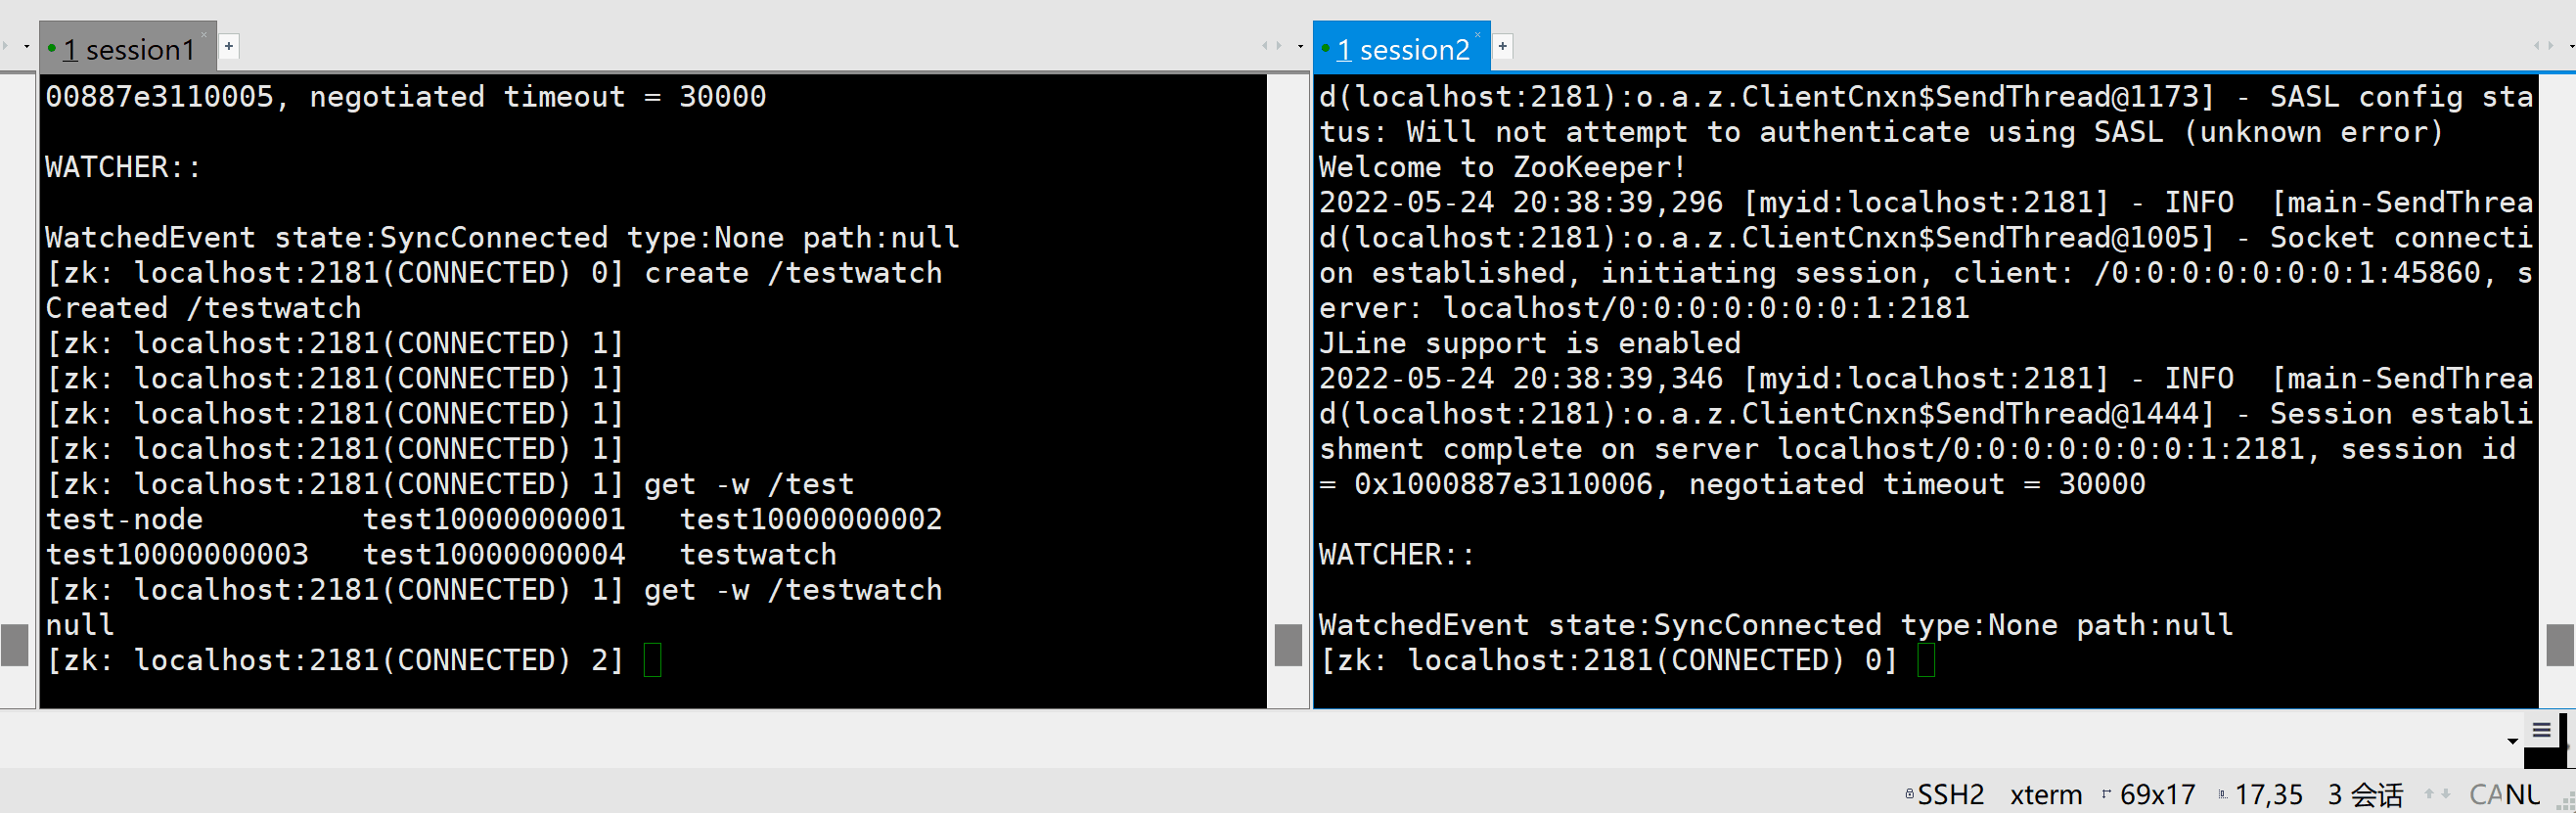 1 session1
00887e3110005, negotiated timeout = 30000
WATCHER::
WatchedEvent state:SyncConnected type:None path:null
[zk: localhost:2181(CONNECTED) 0] create /testwatch
Created /testwatch
[zk: localhost:2181(CONNECTED) 1]
[zk: localhost:2181(CONNECTED) 1]
[zk: localhost:2181(CONNECTED) 1]
[zk: localhost:2181(CONNECTED) 1]
[zk: localhost:2181(CONNECTED) 1] get -w /test
test-node         test10000000001   test10000000002
test10000000003   test10000000004   testwatch
[zk: localhost:2181(CONNECTED) 1] get -w /testwatch
null
[zk: localhost:2181(CONNECTED) 2]
1 session2
d(localhost:2181):o.a.z.ClientCnxn$SendThread@1173] - SASL config sta
tus: Will not attempt to authenticate using SASL (unknown error)
Welcome to ZooKeeper!
2022-05-24 20:38:39,296 [myid:localhost:2181] - INFO  [main-SendThrea
d(localhost:2181):o.a.z.ClientCnxn$SendThread@1005] - Socket connecti
on established, initiating session, client: /0:0:0:0:0:0:0:1:45860, s
erver: localhost/0:0:0:0:0:0:0:1:2181
JLine support is enabled
2022-05-24 20:38:39,346 [myid:localhost:2181] - INFO  [main-SendThrea
d(localhost:2181):o.a.z.ClientCnxn$SendThread@1444] - Session establi
shment complete on server localhost/0:0:0:0:0:0:0:1:2181, session id
= 0x1000887e3110006, negotiated timeout = 30000
WATCHER::
WatchedEvent state:SyncConnected type:None path:null
[zk: localhost:2181(CONNECTED) 0]
SSH2 xterm 69x17 17,35 3 会话 CANU